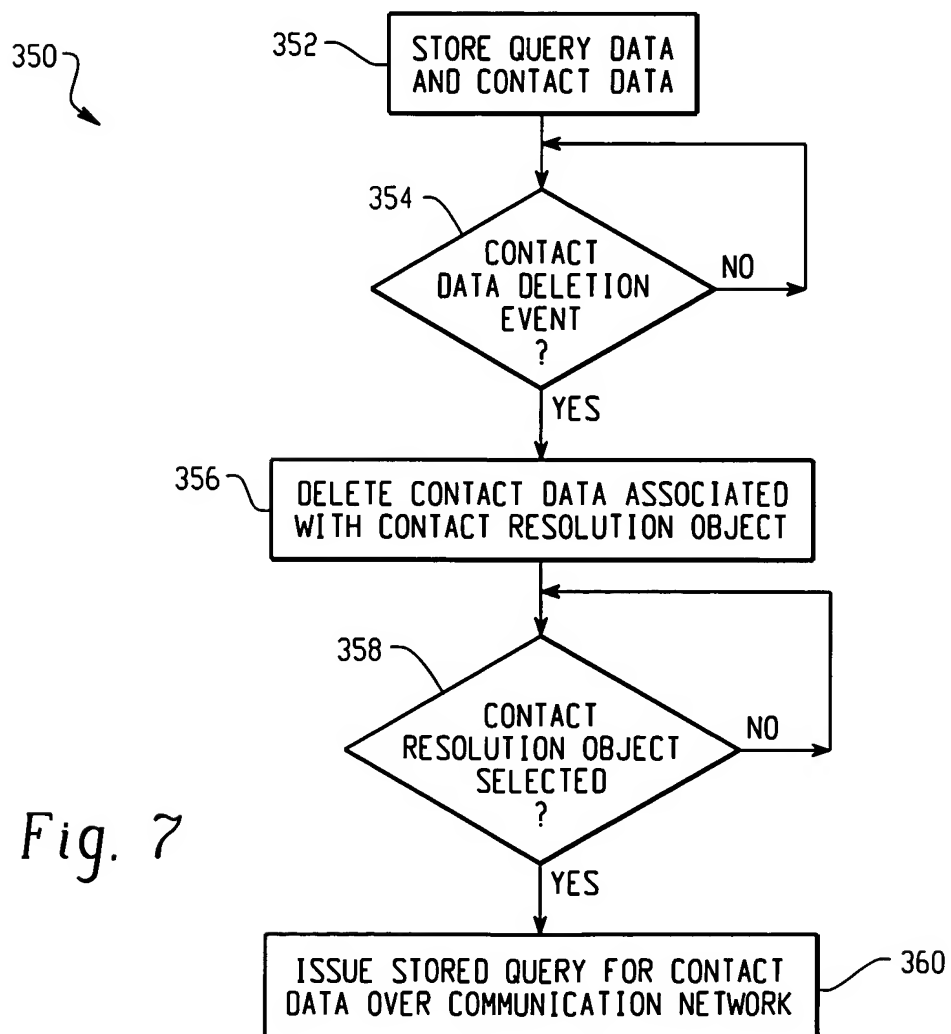 350
352
STORE QUERY DATA
AND CONTACT DATA
354
CONTACT
DATA DELETION
EVENT
?
NO
YES
356
DELETE CONTACT DATA ASSOCIATED
WITH CONTACT RESOLUTION OBJECT
358
CONTACT
RESOLUTION OBJECT
SELECTED
?
NO
YES
Fig. 7
360
ISSUE STORED QUERY FOR CONTACT
DATA OVER COMMUNICATION NETWORK